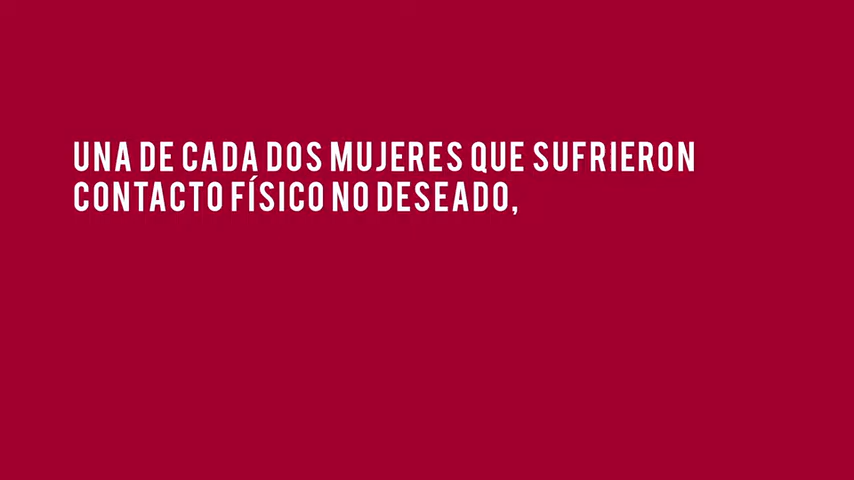 UNA DE CADA DOS MUJERES QUE SUFRIERON
CONTACTO FÍSICO NO DESEADO,